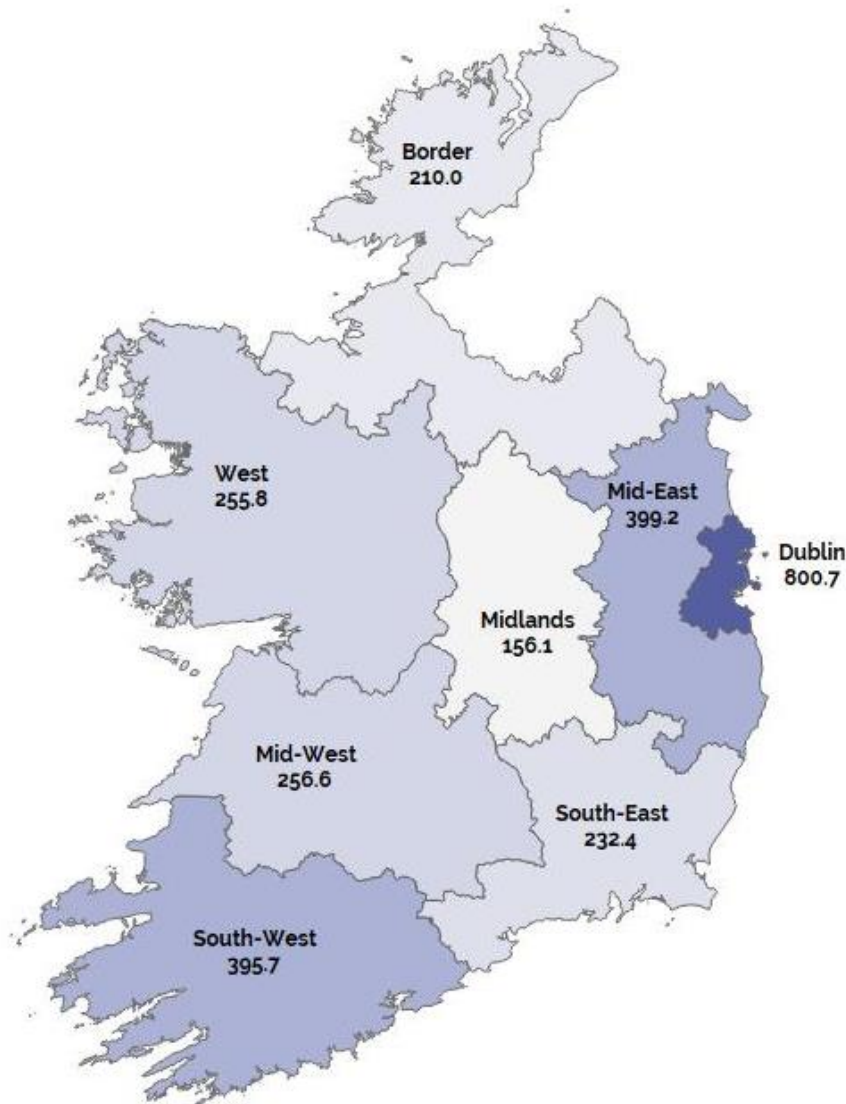 Border
210.0
West
255.8
Mid-East
399.2
Dublin
800.7
Midlands
156.1
Mid-West
256.6
South-East
232.4
South-West
395.7